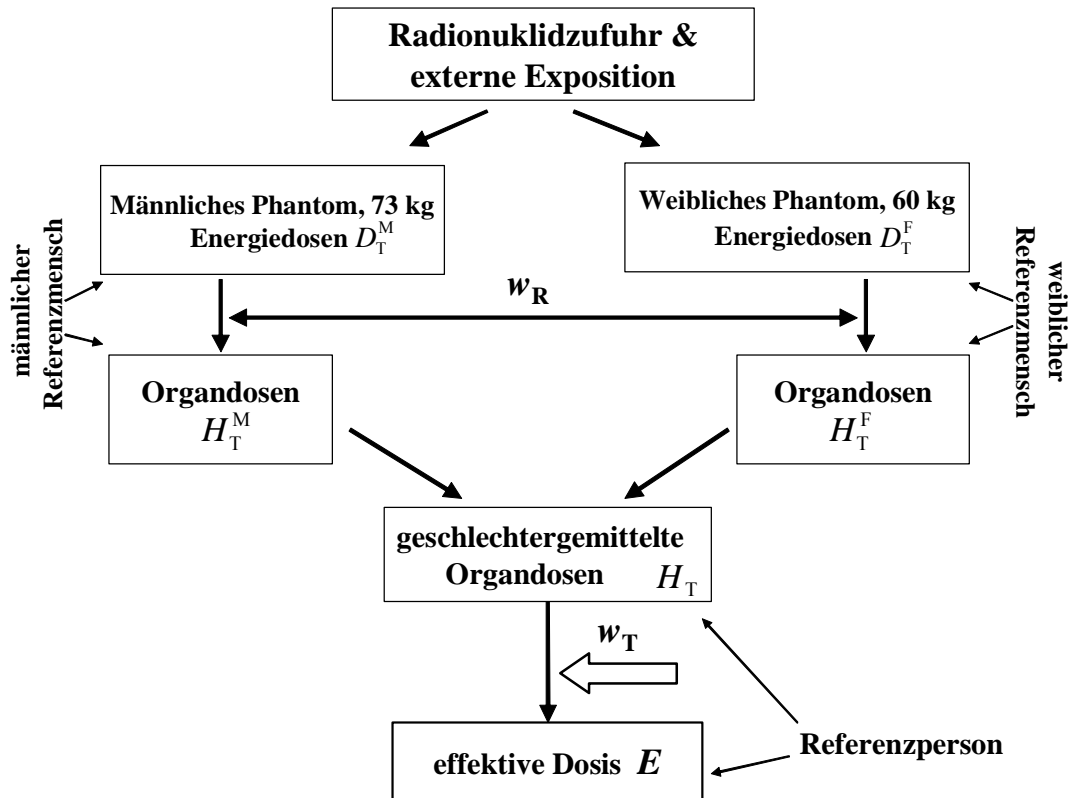 Radionuklidzufuhr &
externe Exposition
Männliches Phantom, 73 kg
Energiedosen D_T^M
Weibliches Phantom, 60 kg
Energiedosen D_T^F
männlicher
Referenzmensch
w_R
weiblicher
Referenzmensch
Organdosen
H_T^M
Organdosen
H_T^F
geschlechtergemittelte
Organdosen H_T
w_T
effektive Dosis E
Referenzperson